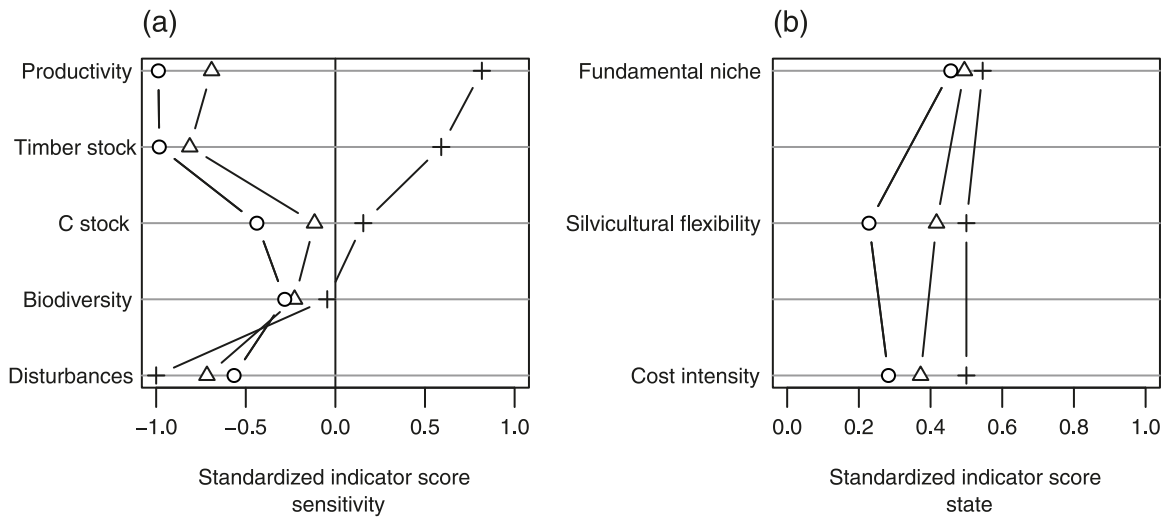 (a)
Productivity
Timber stock
C stock
Biodiversity
Disturbances
−1.0 −0.5 0.0 0.5 1.0
Standardized indicator score
sensitivity
(b)
Fundamental niche
Silvicultural flexibility
Cost intensity
0.0 0.2 0.4 0.6 0.8 1.0
Standardized indicator score
state